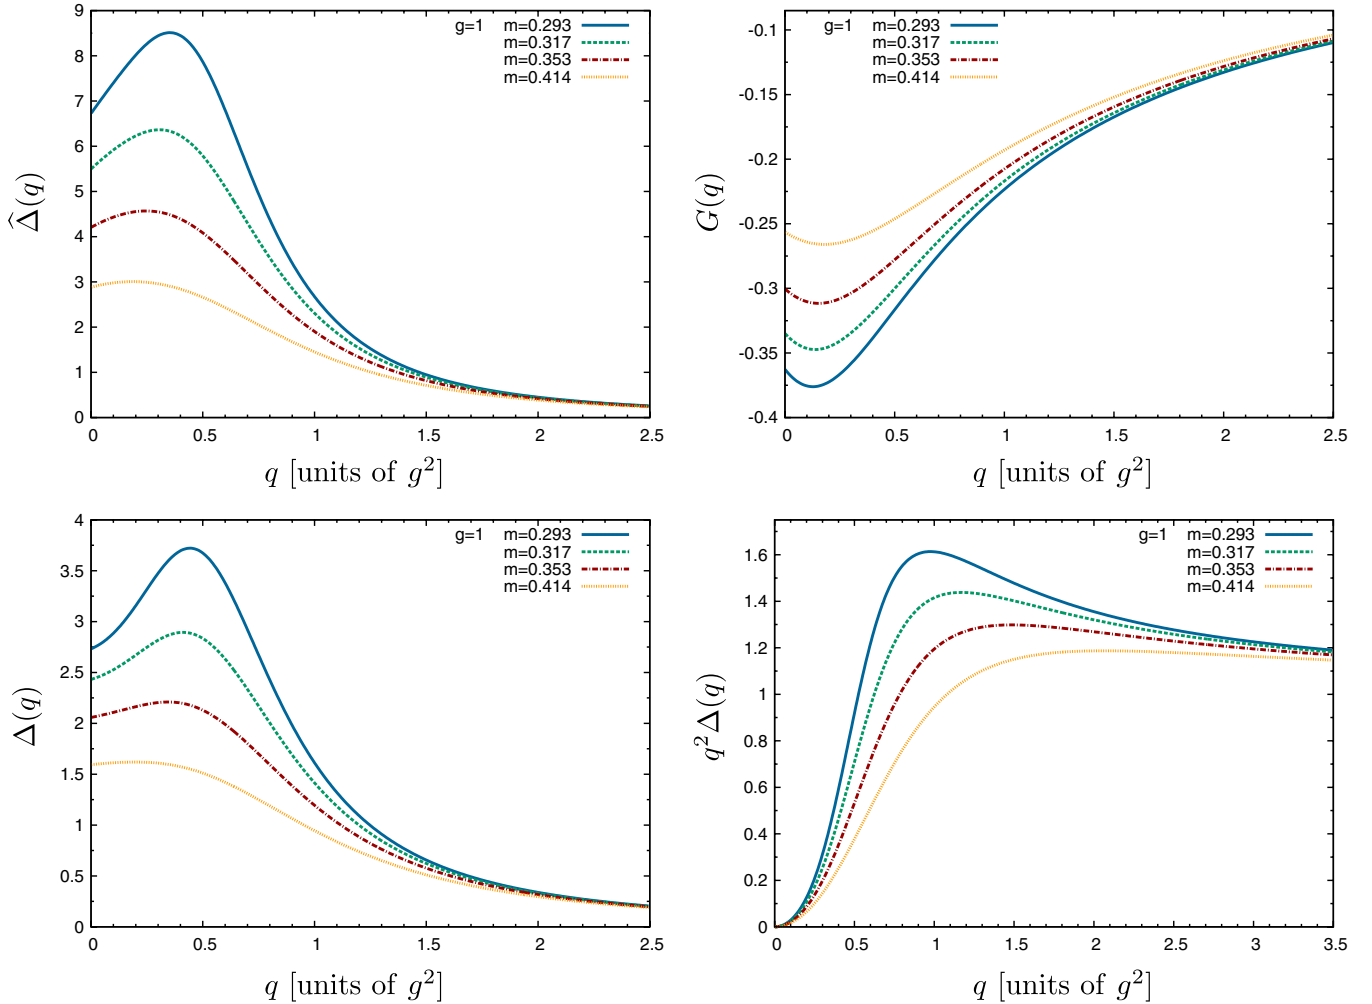 9
8
7
6
5
4
3
2
1
0
0
0.5
1
1.5
2
2.5
g=1 m=0.293
m=0.317
m=0.353
m=0.414
Δ̂(q)
q [units of g²]
-0.1
-0.15
-0.2
-0.25
-0.3
-0.35
-0.4
0
0.5
1
1.5
2
2.5
g=1 m=0.293
m=0.317
m=0.353
m=0.414
G(q)
q [units of g²]
4
3.5
3
2.5
2
1.5
1
0.5
0
0
0.5
1
1.5
2
2.5
g=1 m=0.293
m=0.317
m=0.353
m=0.414
Δ(q)
q [units of g²]
1.6
1.4
1.2
1
0.8
0.6
0.4
0.2
0
0
0.5
1
1.5
2
2.5
3
3.5
g=1 m=0.293
m=0.317
m=0.353
m=0.414
q²Δ(q)
q [units of g²]